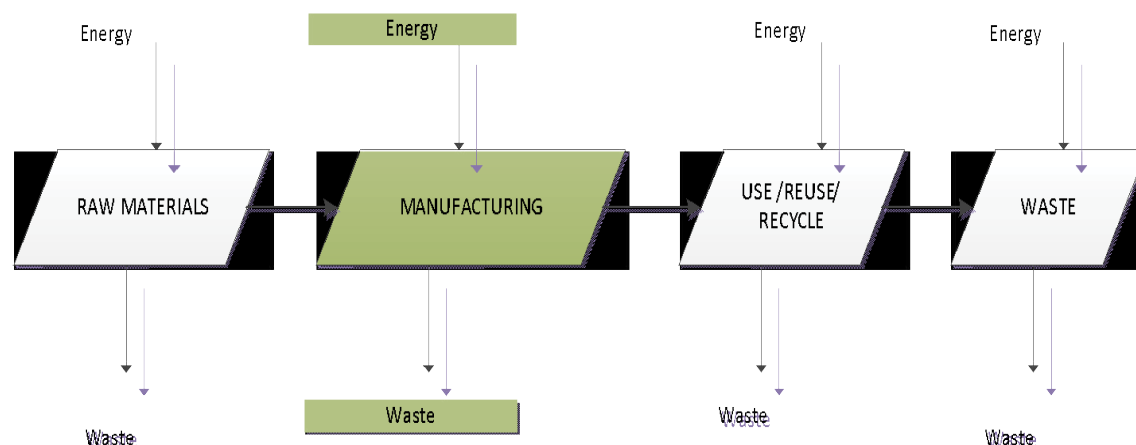 Energy
Energy
Energy
Energy
RAW MATERIALS
MANUFACTURING
USE /REUSE/
RECYCLE
WASTE
Waste
Waste
Waste
Waste